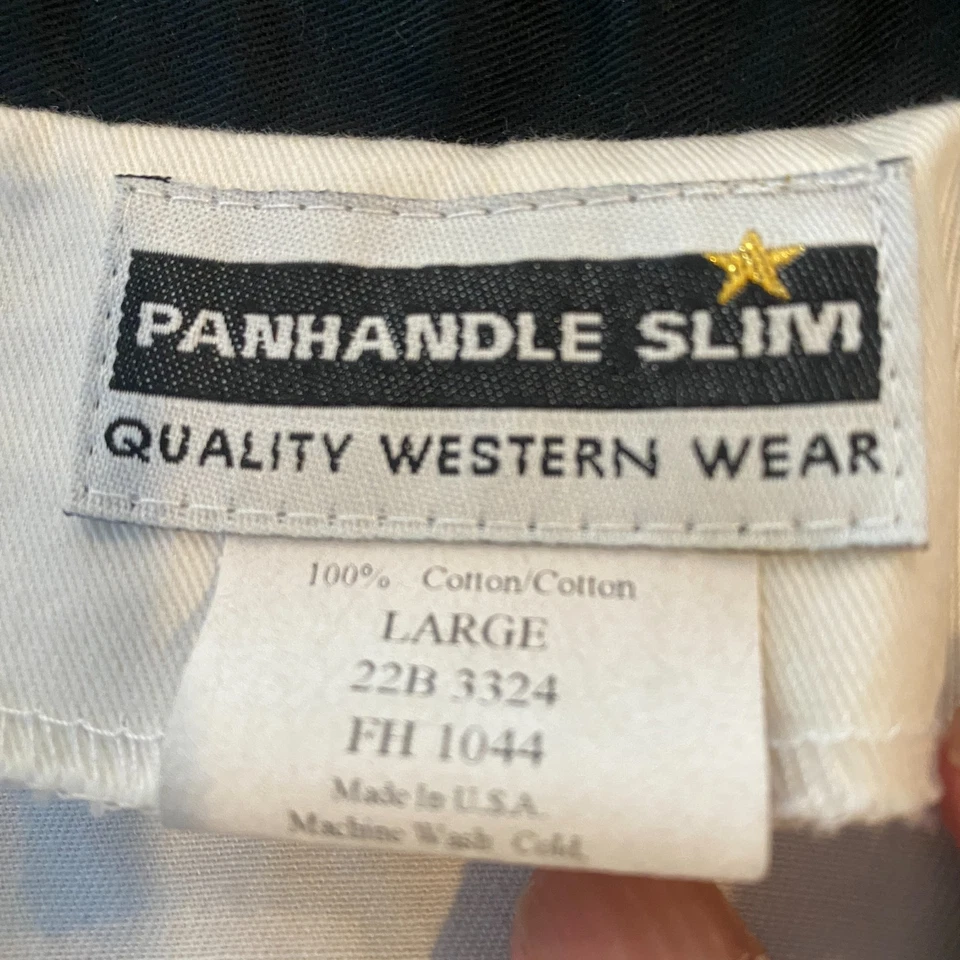 PANHANDLE SLIM
QUALITY WESTERN WEAR
100% Cotton/Cotton
LARGE
22B 3324
FH 1044
Made In U.S.A.
Machine Wash Cold,